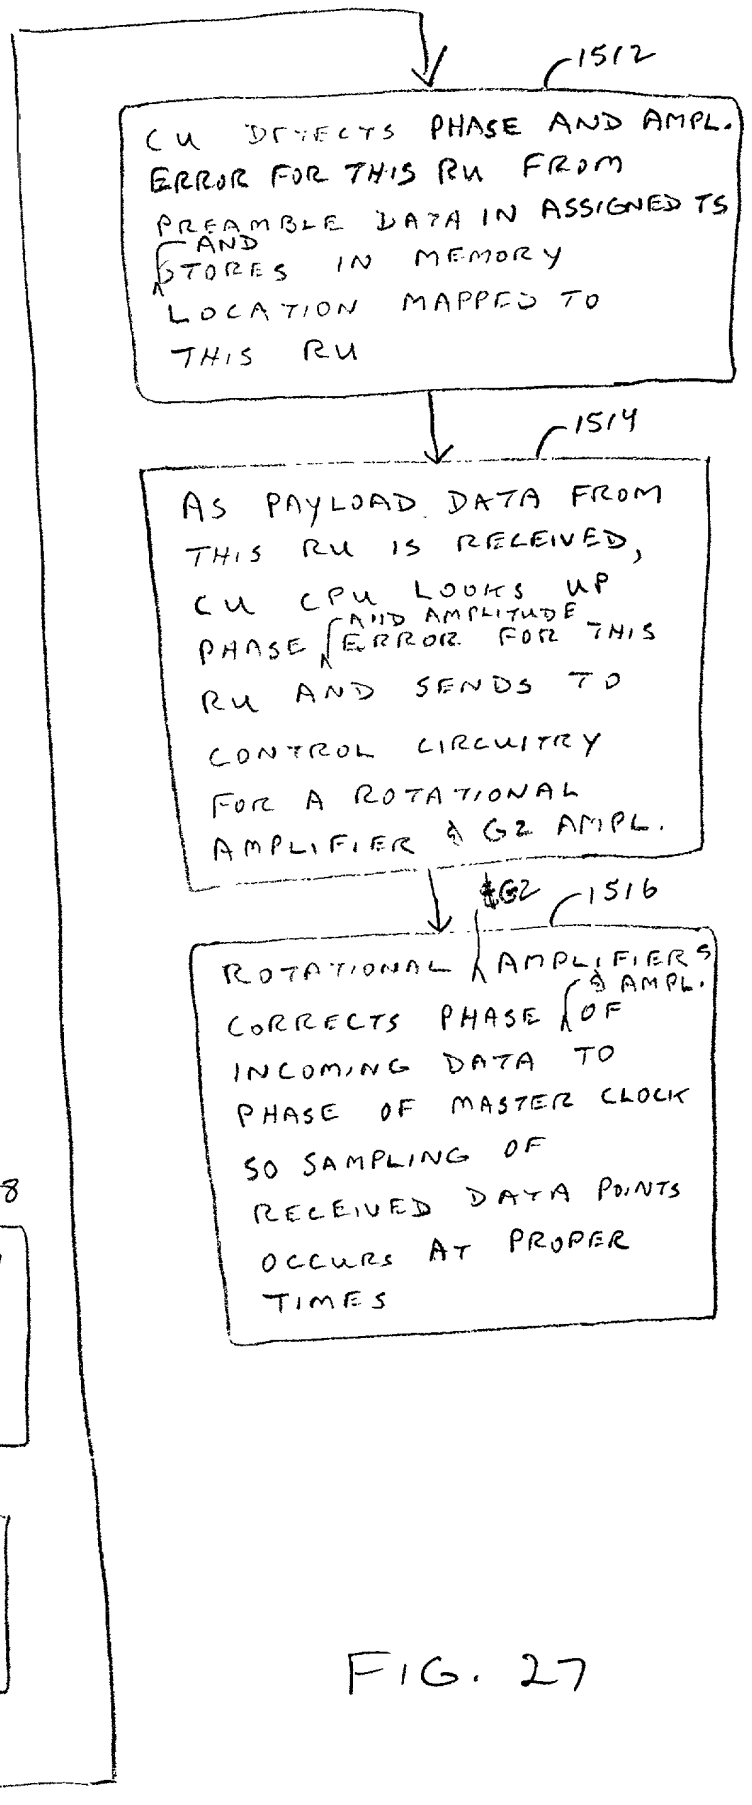 1512
CU DETECTS PHASE AND AMPL.
ERROR FOR THIS RU FROM
PREAMBLE DATA IN ASSIGNED TS
AND
STORES IN MEMORY
LOCATION MAPPED TO
THIS RU
1514
AS PAYLOAD DATA FROM
THIS RU IS RECEIVED,
CU CPU LOOKS UP
AND AMPLITUDE
PHASE ERROR FOR THIS
RU AND SENDS TO
CONTROL CIRCUITRY
FOR A ROTATIONAL
AMPLIFIER & G2 AMPL.
&G2
1516
ROTATIONAL AMPLIFIERS
& AMPL.
CORRECTS PHASE OF
INCOMING DATA TO
PHASE OF MASTER CLOCK
SO SAMPLING OF
RECEIVED DATA POINTS
OCCURS AT PROPER
TIMES
8
FIG. 27